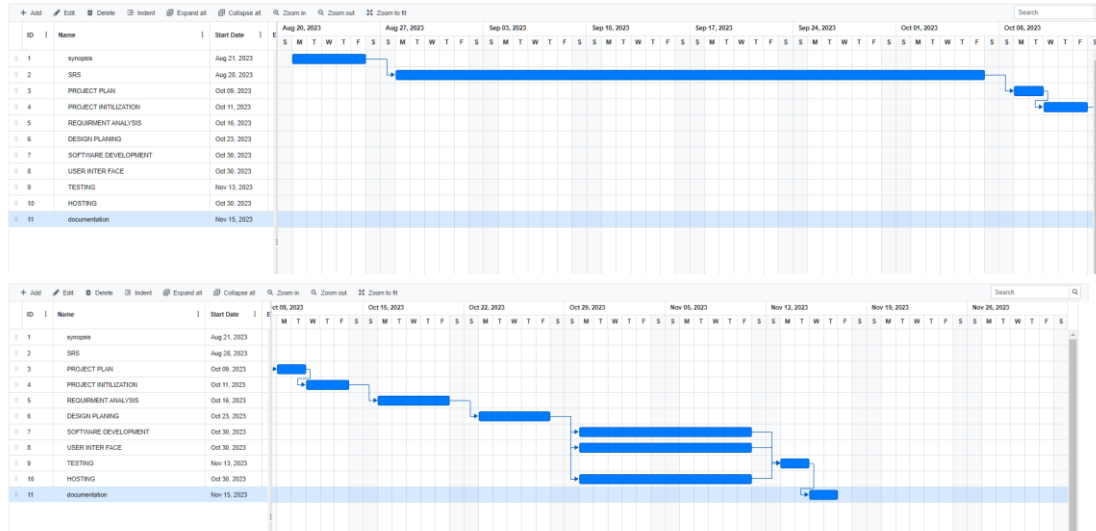 + Add Edit Delete Indent Expand all Collapse all Zoom in Zoom out Zoom to fit Search
ID Name Start Date E Aug 20, 2023 Aug 27, 2023 Sep 03, 2023 Sep 10, 2023 Sep 17, 2023 Sep 24, 2023 Oct 01, 2023 Oct 08, 2023
S M T W T F S S M T W T F S S M T W T F S S M T W T F S S M T W T F S S M T W T F S S M T W T F S S M T W T F S
1 synopsis Aug 21, 2023
2 SRS Aug 28, 2023
3 PROJECT PLAN Oct 09, 2023
4 PROJECT INITILIZATION Oct 11, 2023
5 REQUIRMENT ANALYSIS Oct 16, 2023
6 DESIGN PLANING Oct 23, 2023
7 SOFTWARE DEVELOPMENT Oct 30, 2023
8 USER INTER FACE Oct 30, 2023
9 TESTING Nov 13, 2023
10 HOSTING Oct 30, 2023
11 documentation Nov 15, 2023
+ Add Edit Delete Indent Expand all Collapse all Zoom in Zoom out Zoom to fit Search
ID Name Start Date E ct 08, 2023 Oct 15, 2023 Oct 22, 2023 Oct 29, 2023 Nov 05, 2023 Nov 12, 2023 Nov 19, 2023 Nov 26, 2023
M T W T F S S M T W T F S S M T W T F S S M T W T F S S M T W T F S S M T W T F S S M T W T F S S M T W T F S
1 synopsis Aug 21, 2023
2 SRS Aug 28, 2023
3 PROJECT PLAN Oct 09, 2023
4 PROJECT INITILIZATION Oct 11, 2023
5 REQUIRMENT ANALYSIS Oct 16, 2023
6 DESIGN PLANING Oct 23, 2023
7 SOFTWARE DEVELOPMENT Oct 30, 2023
8 USER INTER FACE Oct 30, 2023
9 TESTING Nov 13, 2023
10 HOSTING Oct 30, 2023
11 documentation Nov 15, 2023